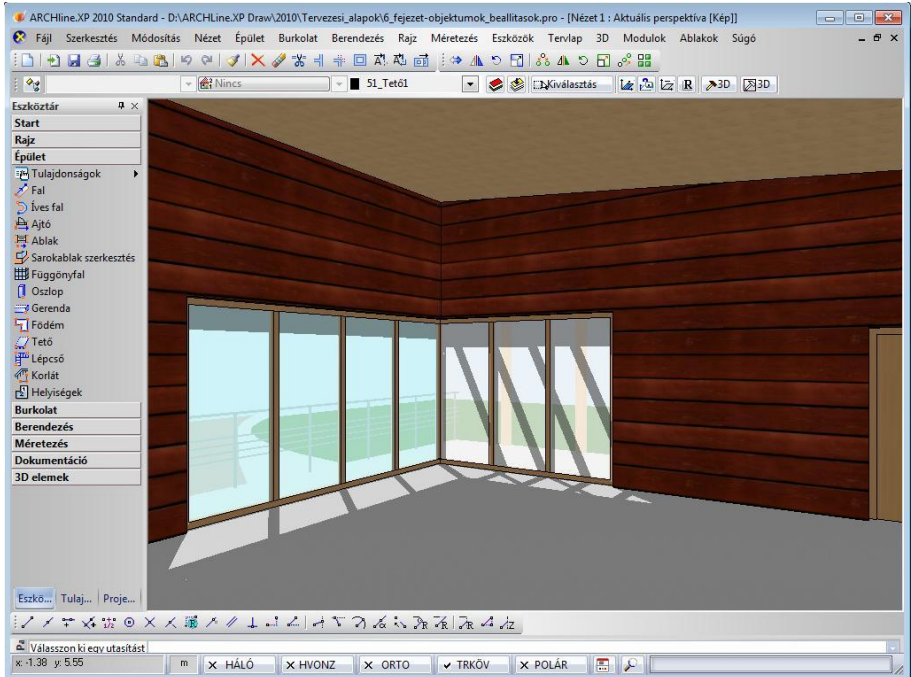 ARCHline.XP 2010 Standard - D:\ARCHLine.XP Draw\2010\Tervezesi_alapok\6_fejezet-objektumok_beallitasok.pro - [Nézet 1 : Aktuális perspektíva [Kép]]
Fájl Szerkesztés Módosítás Nézet Épület Burkolat Berendezés Rajz Méretezés Eszközök Tervlap 3D Modulok Ablakok Súgó
Nincs 51_Tető1 Kiválasztás R 3D 3D
Eszköztár
Start
Rajz
Épület
Tulajdonságok
Fal
Íves fal
Ajtó
Ablak
Sarokablak szerkesztés
Függönyfal
Oszlop
Gerenda
Födém
Tető
Lépcső
Korlát
Helyiségek
Burkolat
Berendezés
Méretezés
Dokumentáció
3D elemek
Eszkö... Tulaj... Proje...
Válasszon ki egy utasítást
x: -1.38 y: 5.55 m HÁLÓ HVONZ ORTO TRKÖV POLÁR